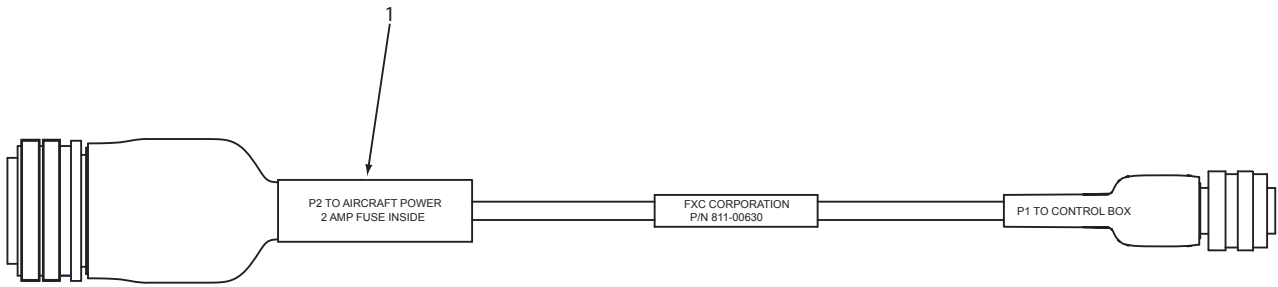 1
P2 TO AIRCRAFT POWER
2 AMP FUSE INSIDE
FXC CORPORATION
P/N 811-00630
P1 TO CONTROL BOX